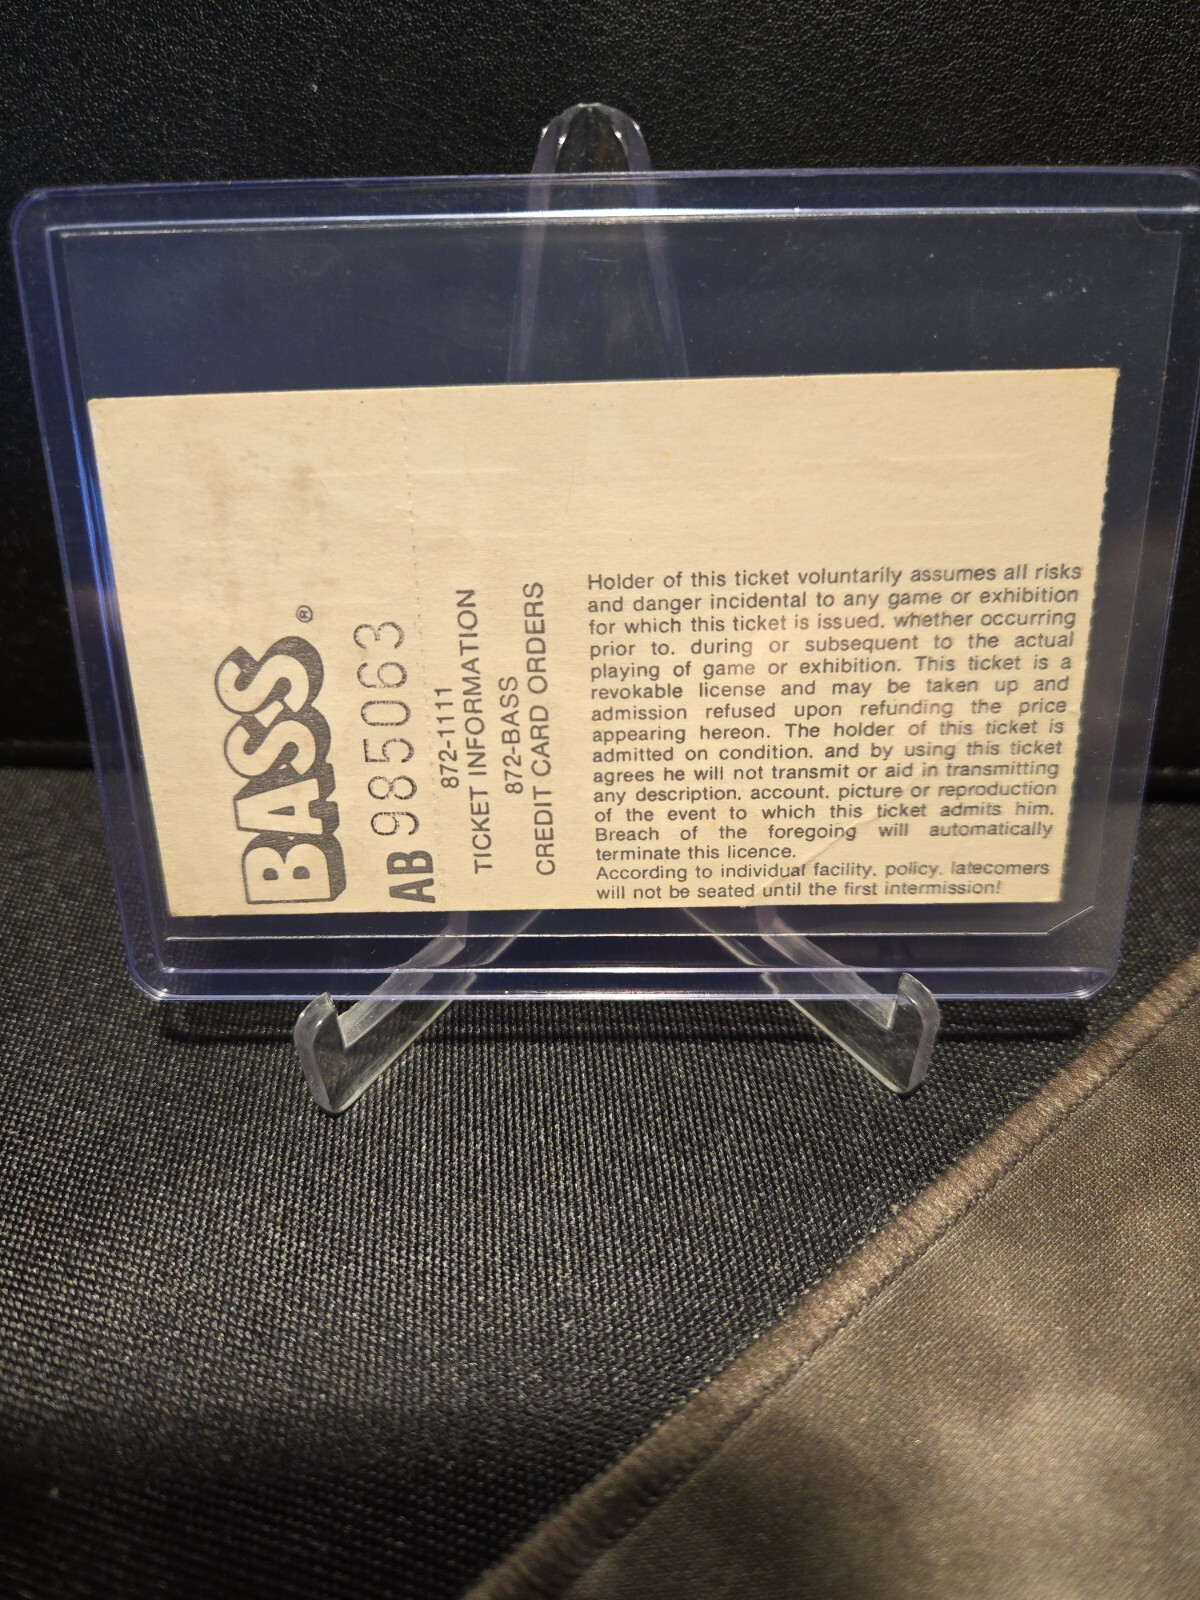 BASS®
AB 985063
872-1111
TICKET INFORMATION
872-BASS
CREDIT CARD ORDERS
Holder of this ticket voluntarily assumes all risks
and danger incidental to any game or exhibition
for which this ticket is issued, whether occurring
prior to, during or subsequent to the actual
playing of game or exhibition. This ticket is a
revokable license and may be taken up and
admission refused upon refunding the price
appearing hereon. The holder of this ticket is
admitted on condition, and by using this ticket
agrees he will not transmit or aid in transmitting
any description, account, picture or reproduction
of the event to which this ticket admits him.
Breach of the foregoing will automatically
terminate this licence.
According to individual facility, policy, latecomers
will not be seated until the first intermission!